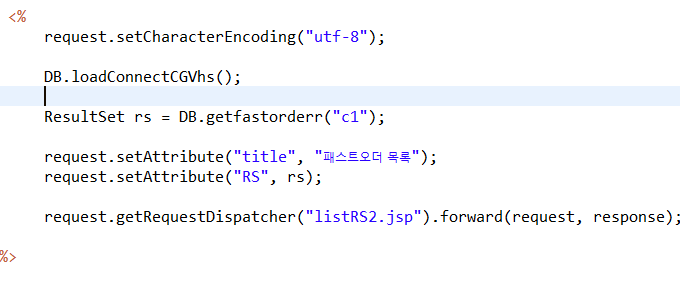 <%
request.setCharacterEncoding("utf-8");
DB.loadConnectCGVhs();
ResultSet rs = DB.getfastorderr("c1");
request.setAttribute("title", "패스트오더 목록");
request.setAttribute("RS", rs);
request.getRequestDispatcher("listRS2.jsp").forward(request, response);
%>